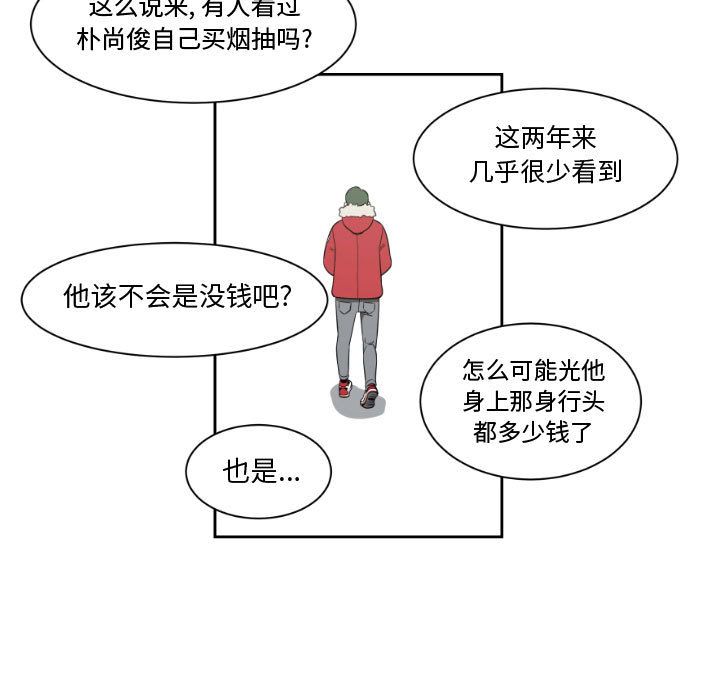 这么说来, 有人看过
朴尚俊自己买烟抽吗?
这两年来
几乎很少看到
他该不会是没钱吧?
怎么可能光他
身上那身行头
都多少钱了
也是...